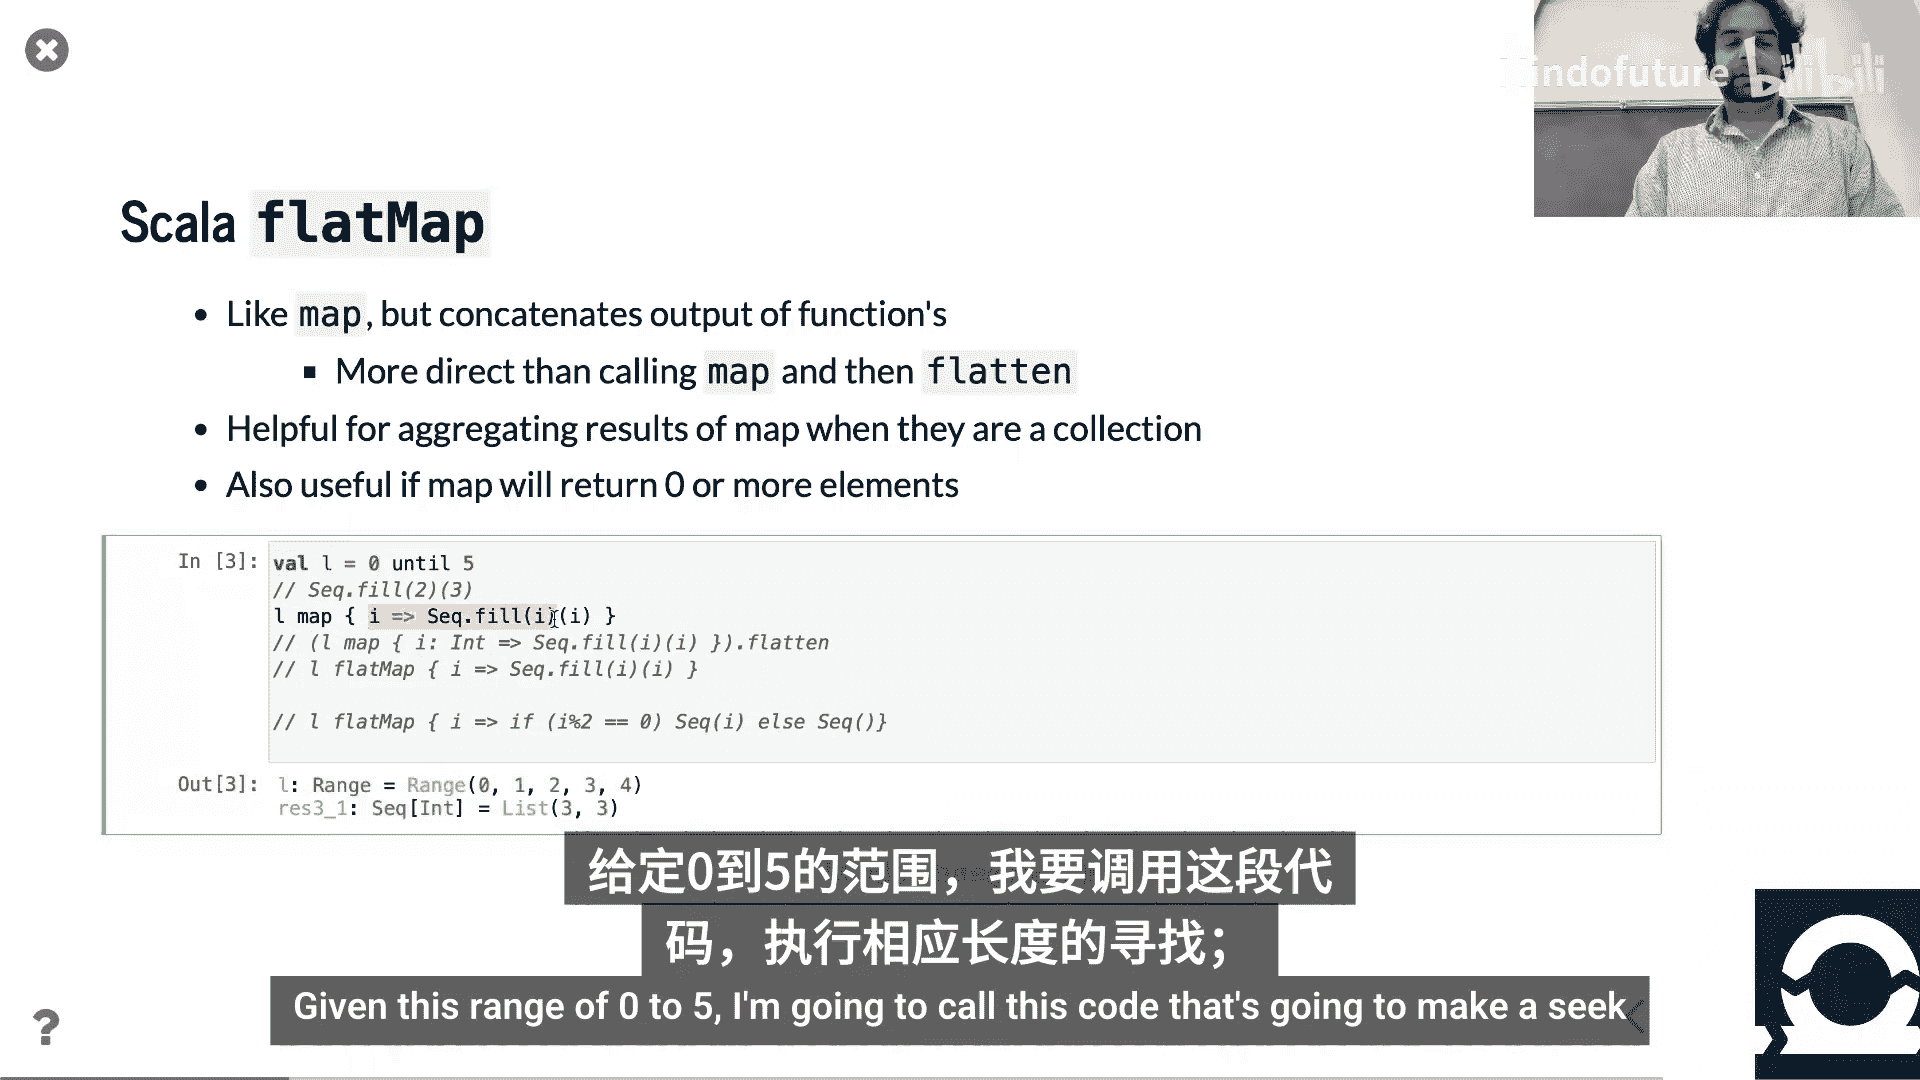 indofuture bilibili
Scala flatMap
• Like map, but concatenates output of function's
▪ More direct than calling map and then flatten
• Helpful for aggregating results of map when they are a collection
• Also useful if map will return 0 or more elements
In [3]: val l = 0 until 5
// Seq.fill(2)(3)
l map { i => Seq.fill(i)(i) }
// (l map { i: Int => Seq.fill(i)(i) }).flatten
// l flatMap { i => Seq.fill(i)(i) }
// l flatMap { i => if (i%2 == 0) Seq(i) else Seq()}
Out[3]: l: Range = Range(0, 1, 2, 3, 4)
res3_1: Seq[Int] = List(3, 3)
给定0到5的范围，我要调用这段代
码，执行相应长度的寻找；
Given this range of 0 to 5, I'm going to call this code that's going to make a seek
?